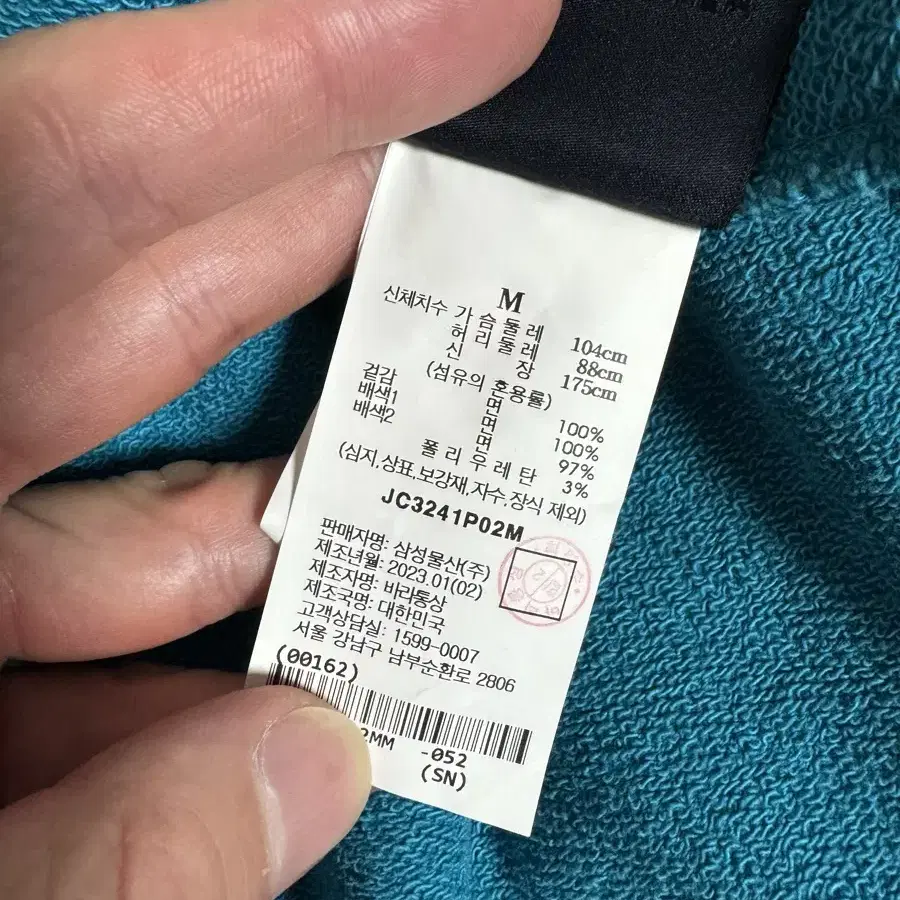 M
신체치수 가슴둘레 104cm
허리둘레 88cm
신장 175cm
(섬유의 혼용률)
겉감 면 100%
배색1 면 100%
배색2 면 97%
폴리우레탄 3%
(심지,상표,보강재,자수,장식 제외)
JC3241P02M
판매자명: 삼성물산(주)
제조년월: 2023.01(02)
제조자명: 바라통상
제조국명: 대한민국
고객상담실: 1599-0007
서울 강남구 남부순환로 2806
(00162)
2MM -052
(SN)